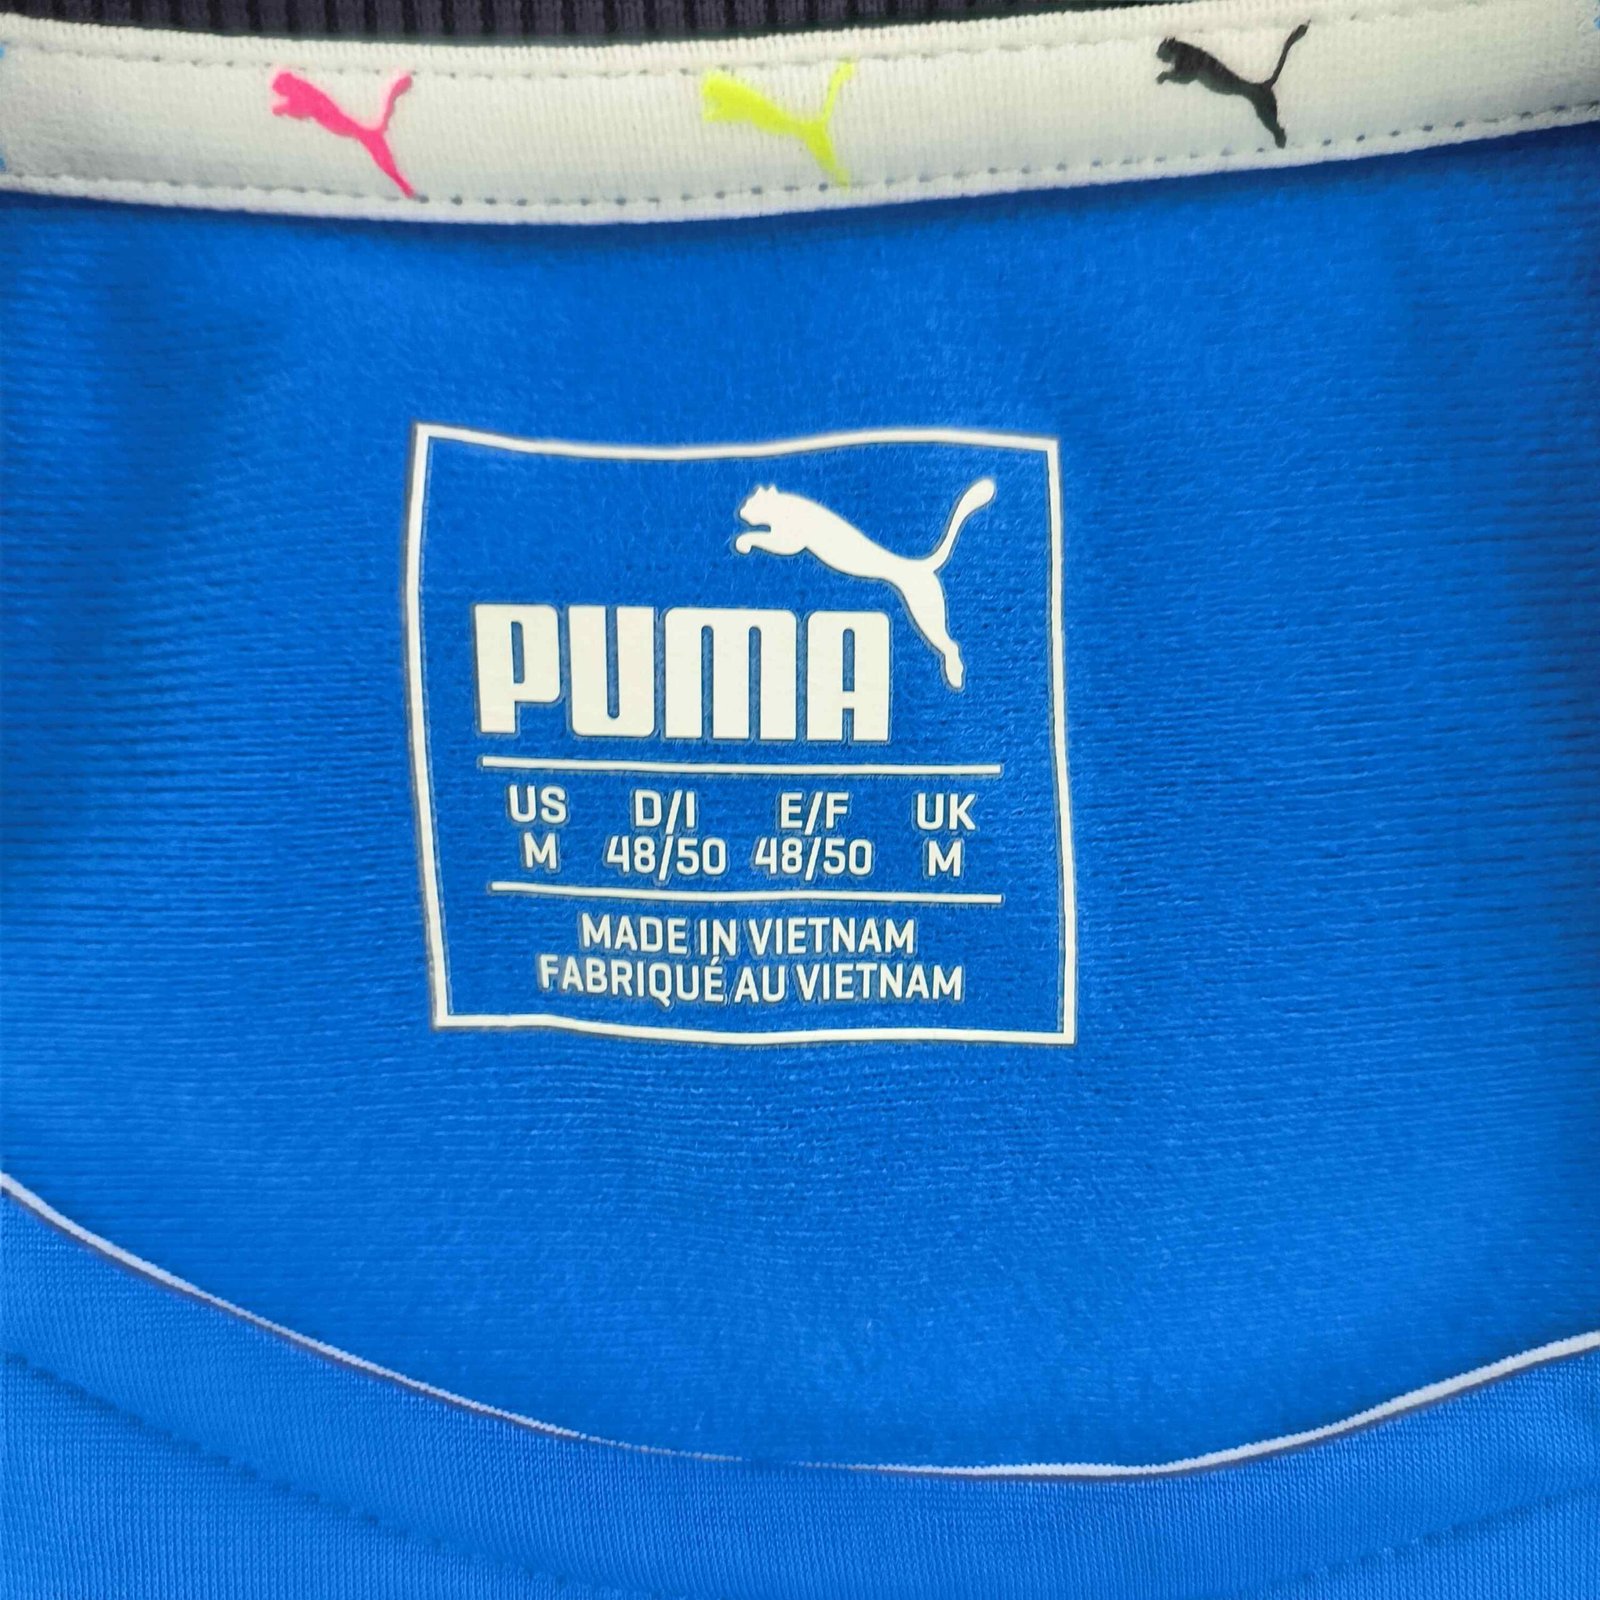 PUMA
US D/I E/F UK
M 48/50 48/50 M
MADE IN VIETNAM
FABRIQUÉ AU VIETNAM